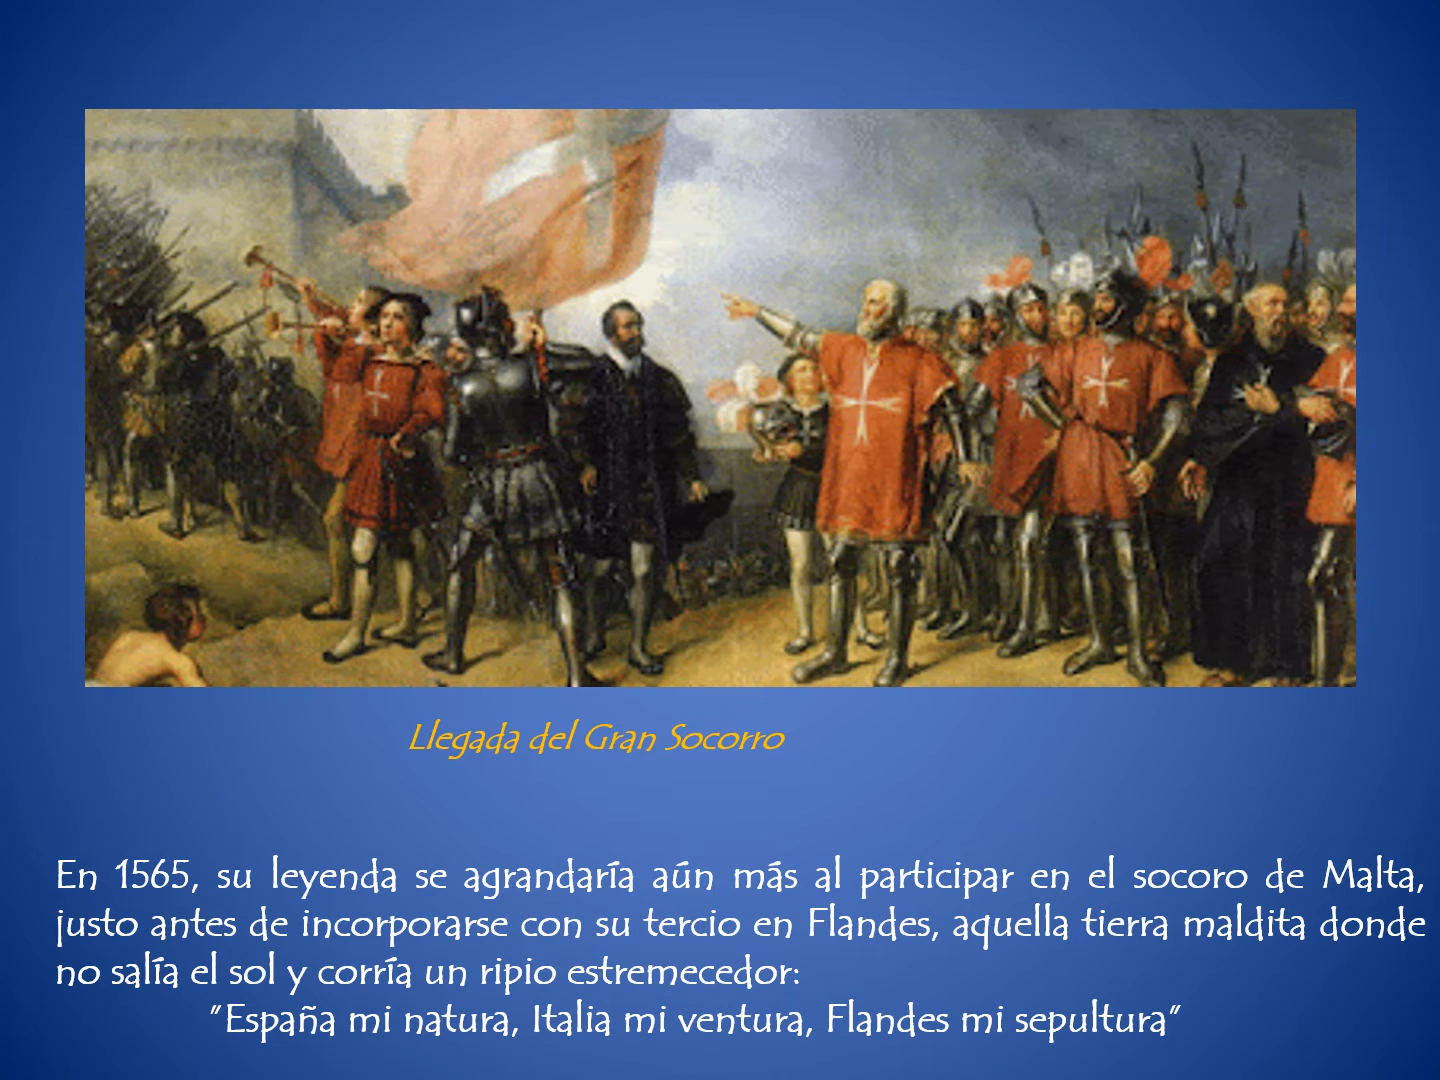 Llegada del Gran Socorro
En 1565, su leyenda se agrandaría aún más al participar en el socoro de Malta,
justo antes de incorporarse con su tercio en Flandes, aquella tierra maldita donde
no salía el sol y corría un ripio estremecedor:
"España mi natura, Italia mi ventura, Flandes mi sepultura"